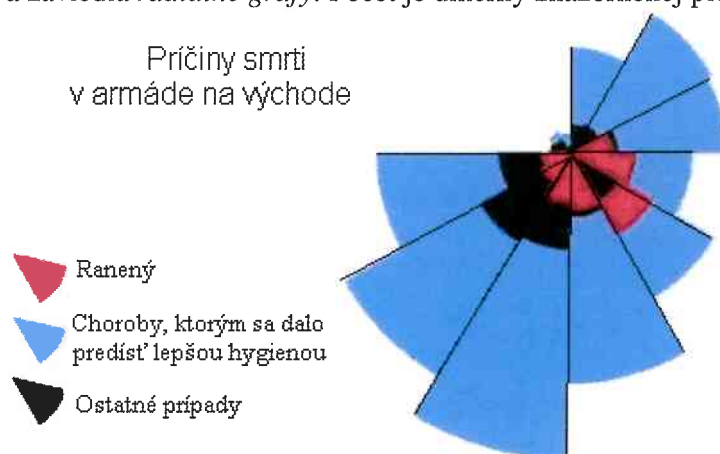 Príčiny smrti
v armáde na východe
Ranený
Choroby, ktorým sa dalo
predísť lepšou hygienou
Ostatné prípady